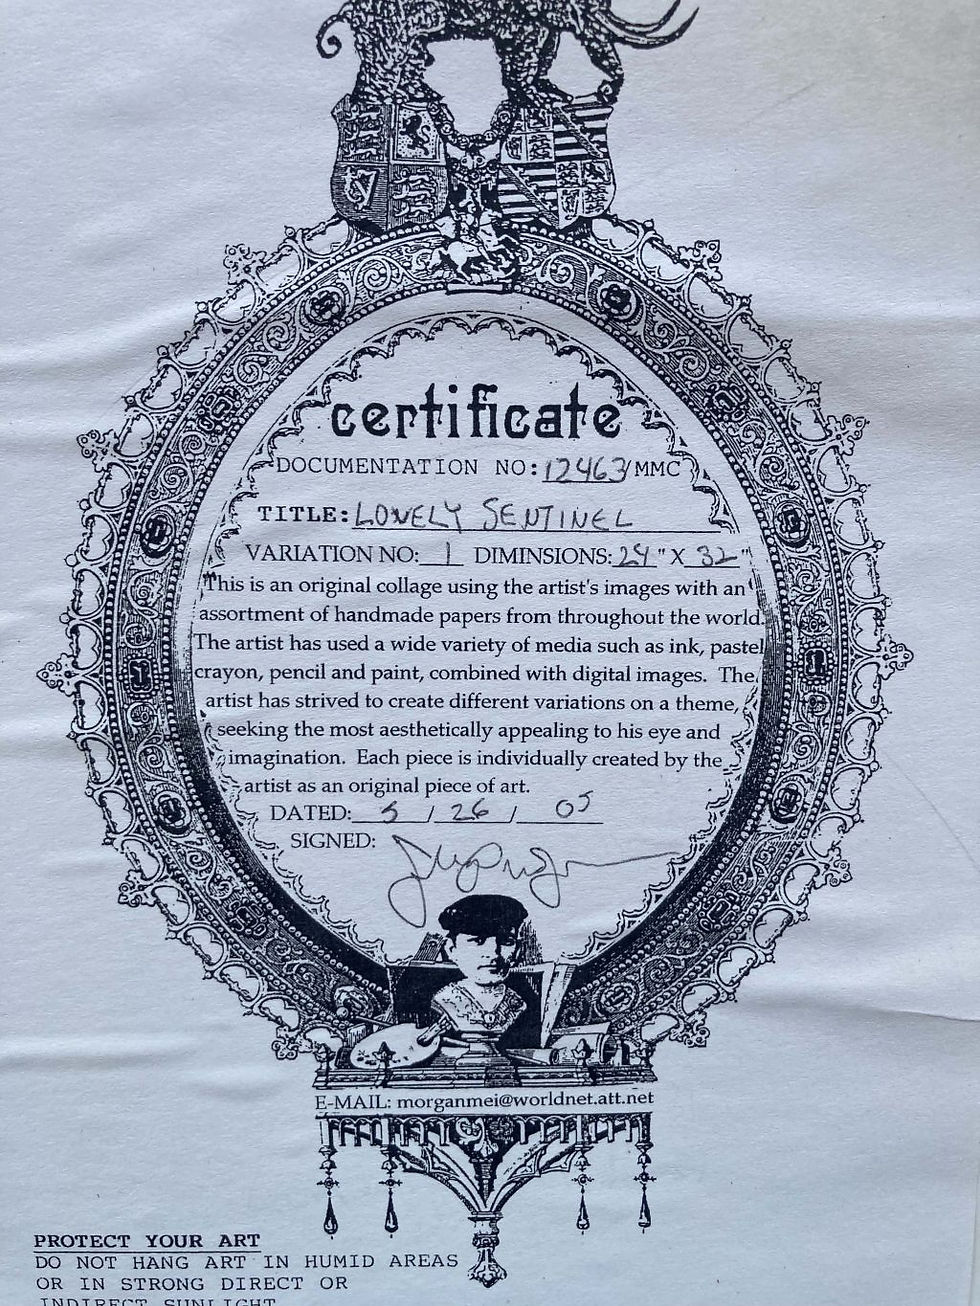 certificate
DOCUMENTATION NO: 12463/MMC
TITLE: LONELY SENTINEL
VARIATION NO: 1 DIMINSIONS: 24" X 32"
This is an original collage using the artist's images with an
assortment of handmade papers from throughout the world.
The artist has used a wide variety of media such as ink, pastel
crayon, pencil and paint, combined with digital images. The
artist has strived to create different variations on a theme,
seeking the most aesthetically appealing to his eye and
imagination. Each piece is individually created by the
artist as an original piece of art.
DATED: 5 / 26 / 05
SIGNED:
E-MAIL: morganmei@worldnet.att.net
PROTECT YOUR ART
DO NOT HANG ART IN HUMID AREAS
OR IN STRONG DIRECT OR
INDIRECT SUNLIGHT